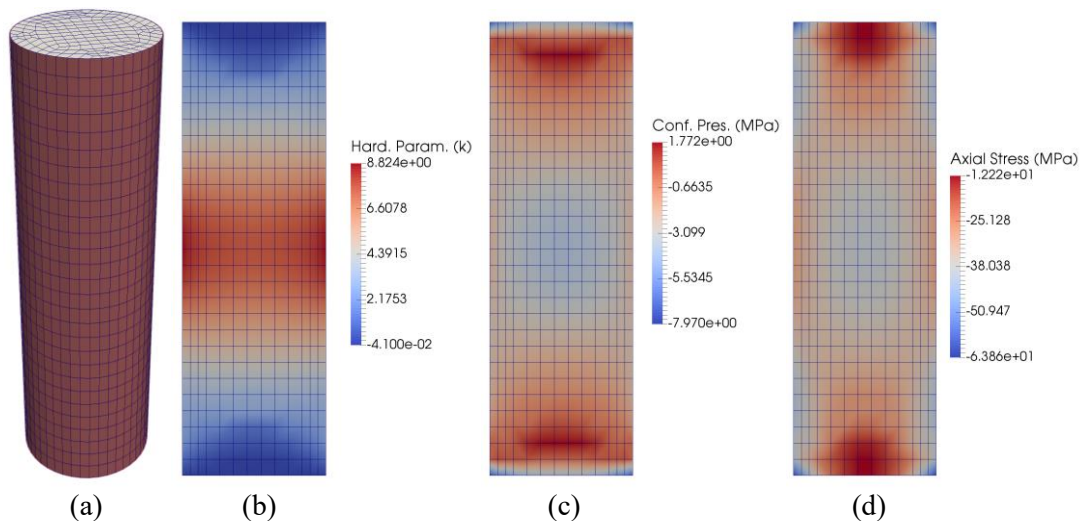 Hard. Param. (k)
8.824e+00
6.6078
4.3915
2.1753
-4.100e-02
Conf. Pres. (MPa)
1.772e+00
-0.6635
-3.099
-5.5345
-7.970e+00
Axial Stress (MPa)
-1.222e+01
-25.128
-38.038
-50.947
-6.386e+01
(a)
(b)
(c)
(d)